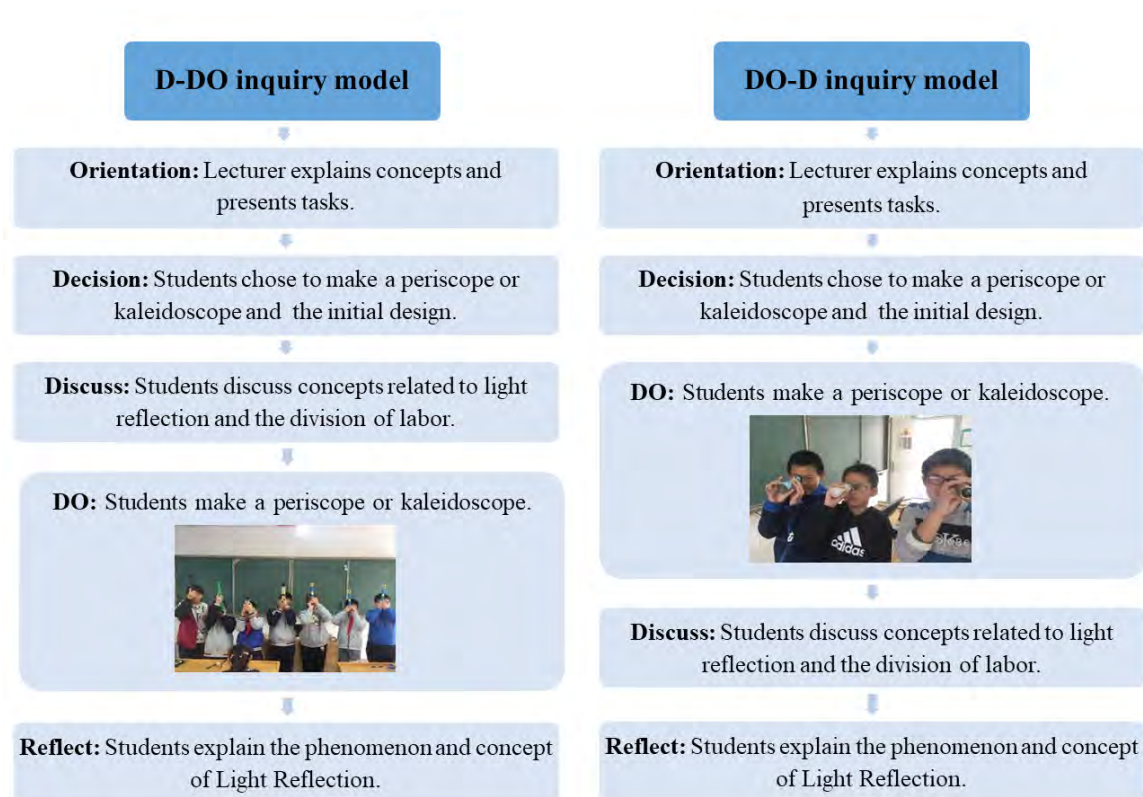 D-DO inquiry model
Orientation: Lecturer explains concepts and
presents tasks.
Decision: Students chose to make a periscope or
kaleidoscope and the initial design.
Discuss: Students discuss concepts related to light
reflection and the division of labor.
DO: Students make a periscope or kaleidoscope.
Reflect: Students explain the phenomenon and concept
of Light Reflection.
DO-D inquiry model
Orientation: Lecturer explains concepts and
presents tasks.
Decision: Students chose to make a periscope or
kaleidoscope and the initial design.
DO: Students make a periscope or kaleidoscope.
adidas
Discuss: Students discuss concepts related to light
reflection and the division of labor.
Reflect: Students explain the phenomenon and concept
of Light Reflection.